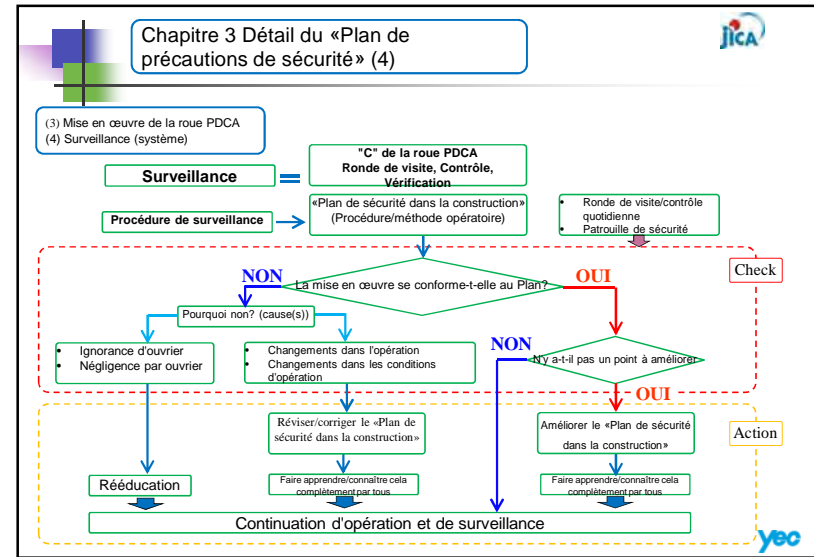 Chapitre 3 Détail du «Plan de
précautions de sécurité» (4)
jica
(3) Mise en œuvre de la roue PDCA
(4) Surveillance (système)
Surveillance
"C" de la roue PDCA
Ronde de visite, Contrôle,
Vérification
Procédure de surveillance
«Plan de sécurité dans la construction»
(Procédure/méthode opératoire)
• Ronde de visite/contrôle
quotidienne
• Patrouille de sécurité
Check
NON
La mise en œuvre se conforme-t-elle au Plan?
OUI
Pourquoi non? (cause(s))
• Ignorance d'ouvrier
• Négligence par ouvrier
• Changements dans l'opération
• Changements dans les conditions
d'opération
NON
N'y a-t-il pas un point à améliorer
OUI
Action
Réviser/corriger le «Plan de
sécurité dans la construction»
Améliorer le «Plan de sécurité
dans la construction»
Rééducation
Faire apprendre/connaître cela
complètement par tous
Faire apprendre/connaître cela
complètement par tous
Continuation d'opération et de surveillance
yec